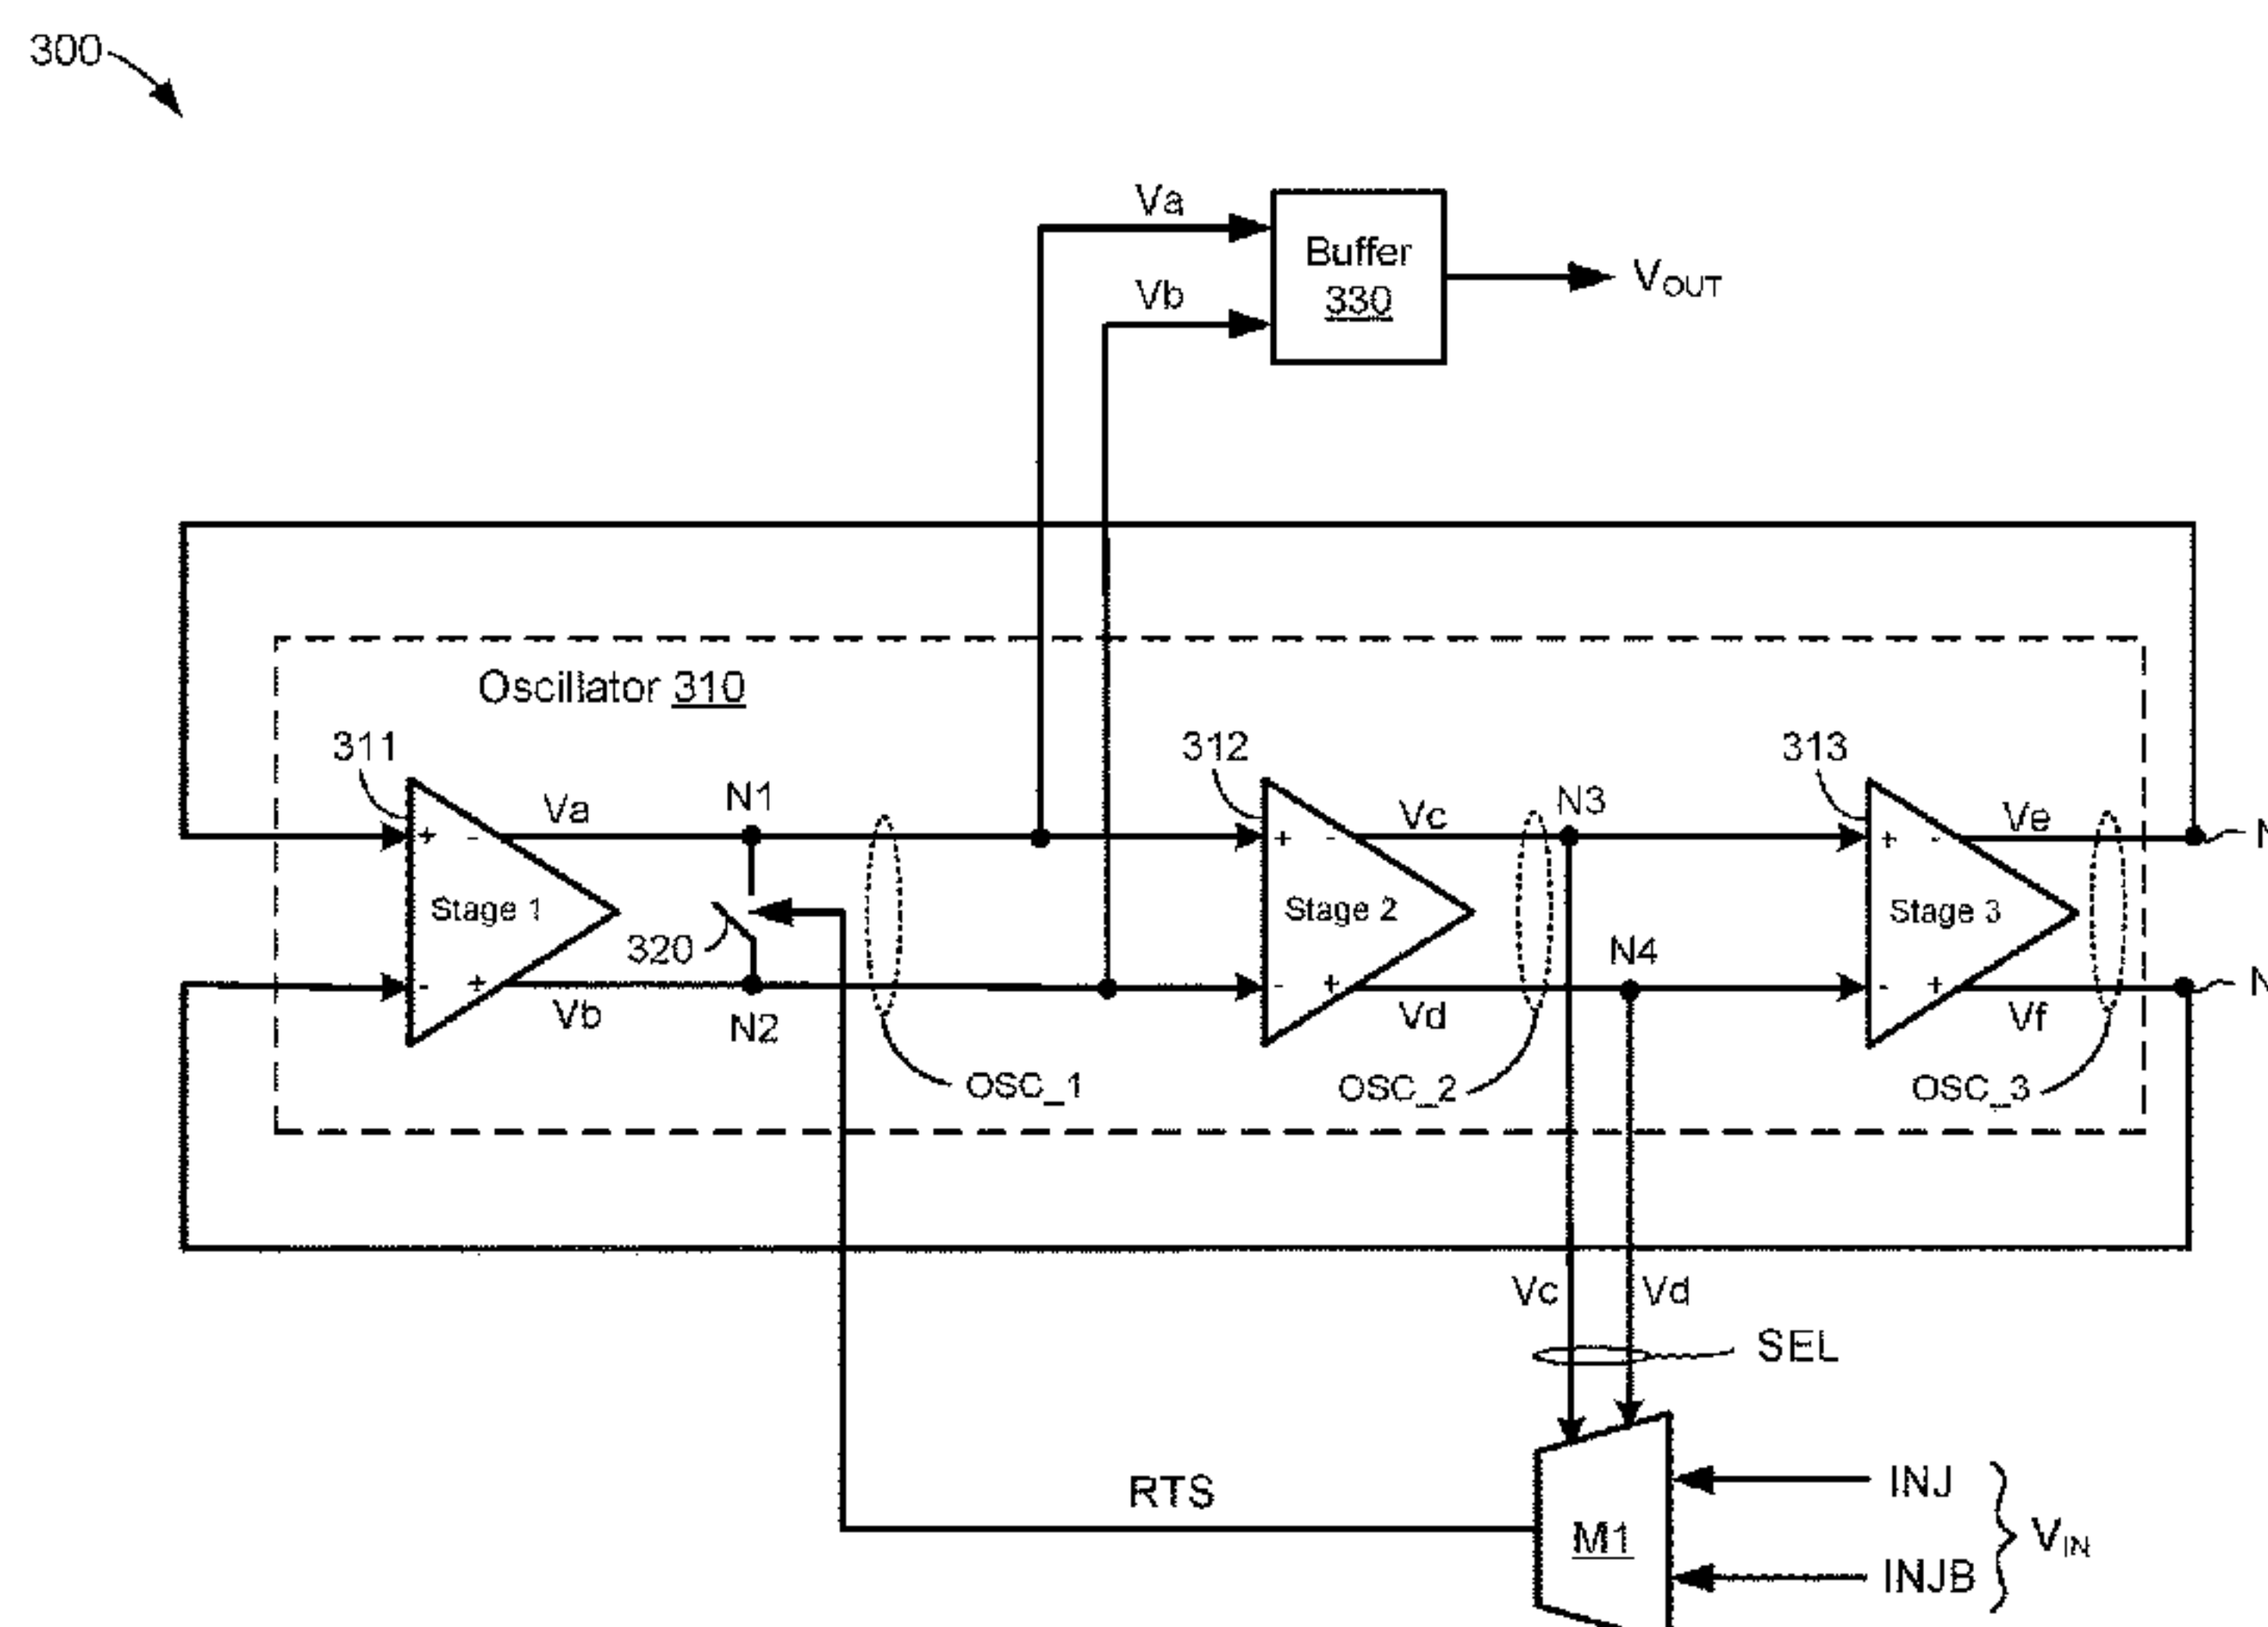 300
Va
Vb
Buffer
330
VOUT
Oscillator 310
311
312
313
Va
N1
Vc
N3
Ve
N
+ -
+ -
+ -
Stage 1
Stage 2
Stage 3
320
N4
- +
- +
- +
N
Vb
N2
Vd
Vf
OSC_1
OSC_2
OSC_3
Vc
Vd
SEL
RTS
M1
INJ
INJB
VIN